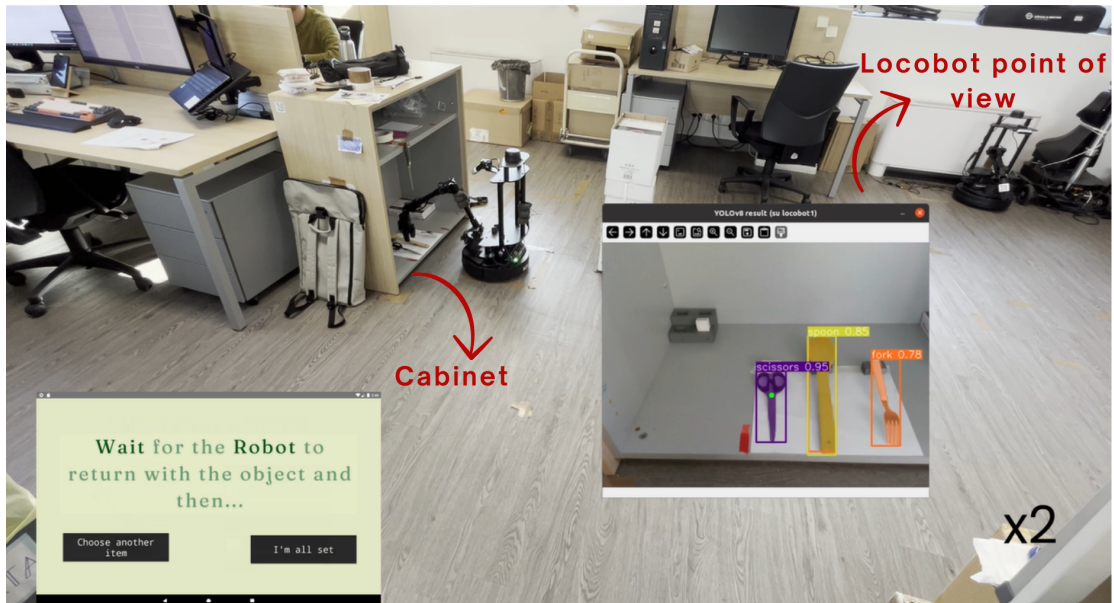 Locobot point of
view
YOLOv8 result (su locobot1)
spoon 0.85
fork 0.78
scissors 0.95
Cabinet
Wait for the Robot to
return with the object and
then...
Choose another
item
I'm all set
x2